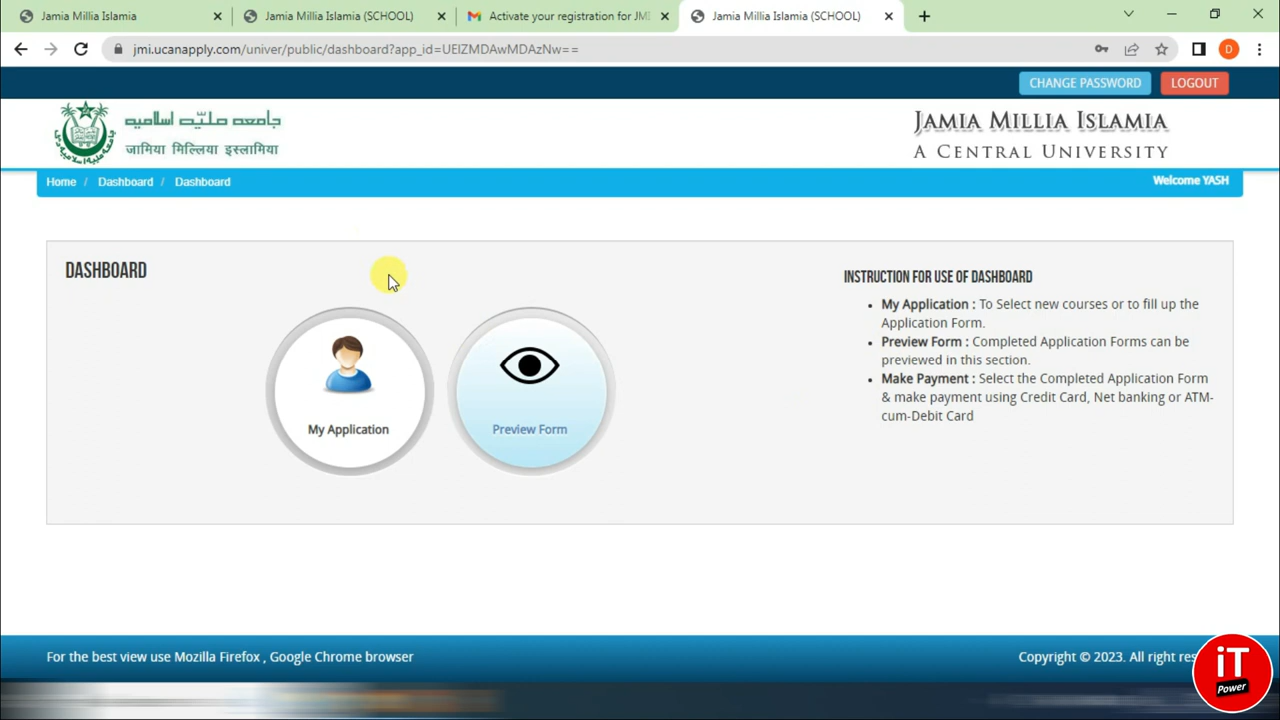 Jamia Millia Islamia
Jamia Millia Islamia (SCHOOL)
Activate your registration for JMI
Jamia Millia Islamia (SCHOOL)
jmi.ucanapply.com/univer/public/dashboard?app_id=UEIZMDAwMDAzNw==
D
CHANGE PASSWORD
LOGOUT
جامعہ ملیہ اسلامیہ
जामिया मिल्लिया इस्लामिया
JAMIA MILLIA ISLAMIA
A CENTRAL UNIVERSITY
Home / Dashboard / Dashboard
Welcome YASH
DASHBOARD
My Application
Preview Form
INSTRUCTION FOR USE OF DASHBOARD
• My Application : To Select new courses or to fill up the
Application Form.
• Preview Form : Completed Application Forms can be
previewed in this section.
• Make Payment : Select the Completed Application Form
& make payment using Credit Card, Net banking or ATM-
cum-Debit Card
For the best view use Mozilla Firefox , Google Chrome browser
Copyright © 2023. All right res
iT
Power